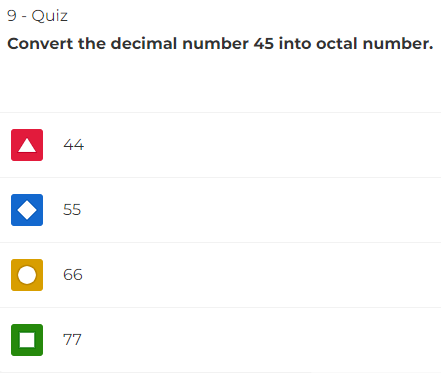 9 - Quiz
Convert the decimal number 45 into octal number.
44
55
66
77